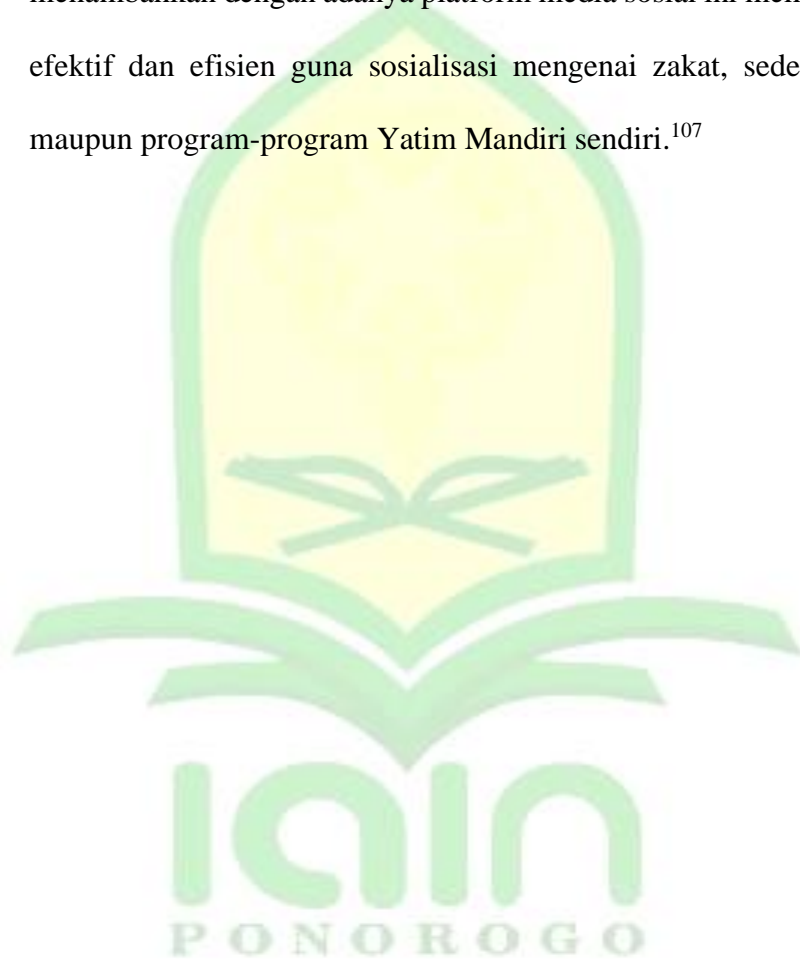 menambahkan dengan adanya platform media sosial ini
efektif dan efisien guna sosialisasi mengenai zakat,
maupun program-program Yatim Mandiri sendiri.107
iain
PONOROGO